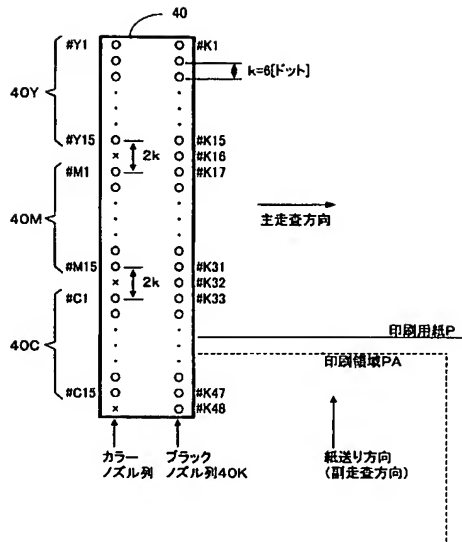 40
#Y1
#K1
k=6[ドット]
40Y
#Y15
#K15
2k
×
#K16
#M1
#K17
40M
主走査方向
#M15
#K31
2k
×
#K32
#C1
#K33
印刷用紙P
40C
印刷領域PA
#C15
#K47
×
#K48
カラー
ノズル列
ブラック
ノズル列40K
紙送り方向
(副走査方向)